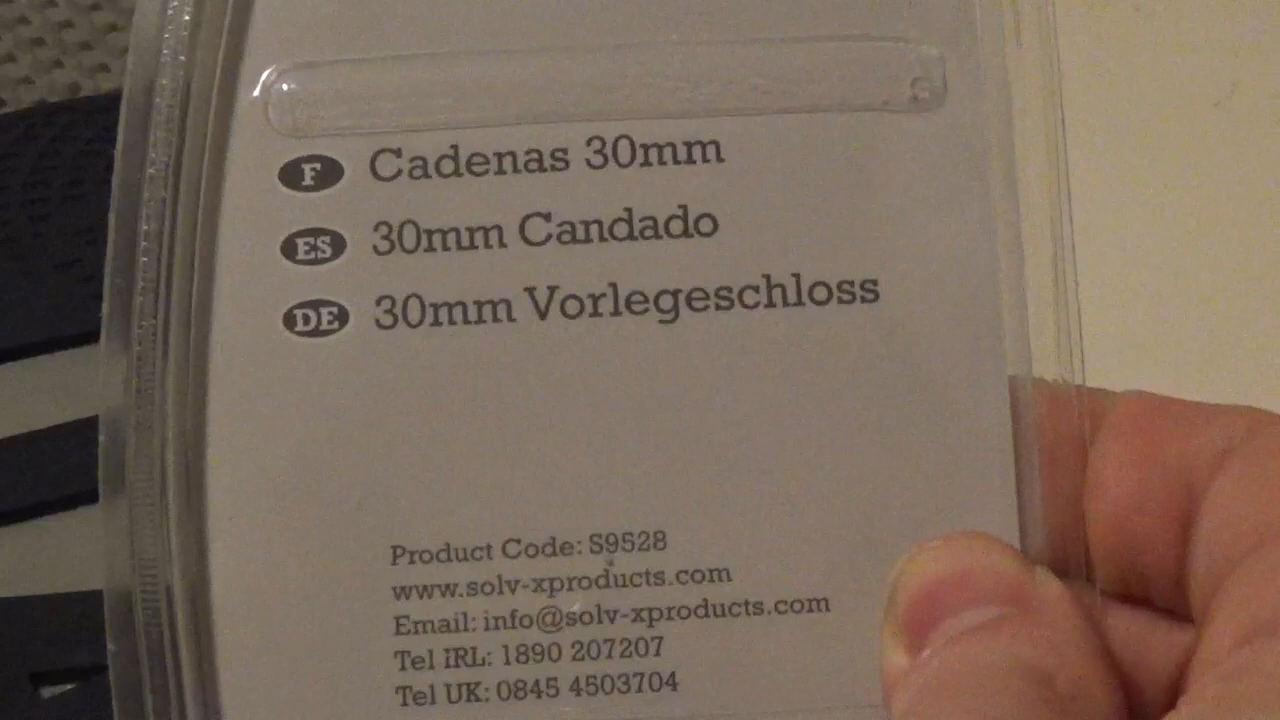 F Cadenas 30mm
ES 30mm Candado
DE 30mm Vorlegeschloss
Product Code: S9528
www.solv-xproducts.com
Email: info@solv-xproducts.com
Tel IRL: 1890 207207
Tel UK: 0845 4503704